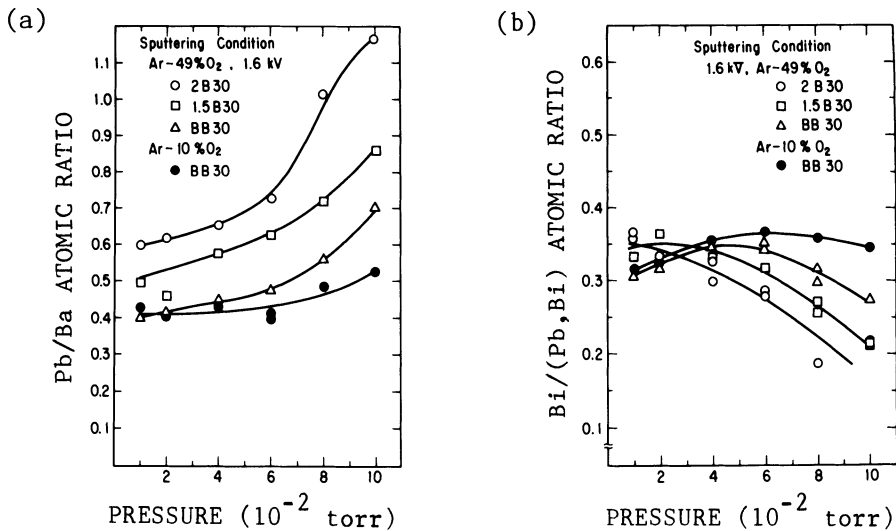 (a)
Sputtering Condition
Ar-49%O₂ , 1.6 kV
○ 2B30
□ 1.5B30
△ BB30
Ar-10%O₂
● BB30
1.1
1.0
0.9
0.8
0.7
0.6
0.5
0.4
0.3
0.2
0.1
2 4 6 8 10
Pb/Ba ATOMIC RATIO
PRESSURE (10⁻² torr)
(b)
Sputtering Condition
1.6 kV, Ar-49%O₂
○ 2B30
□ 1.5B30
△ BB30
Ar-10%O₂
● BB30
0.6
0.5
0.4
0.3
0.2
0.1
2 4 6 8 10
Bi/(Pb,Bi) ATOMIC RATIO
PRESSURE (10⁻² torr)